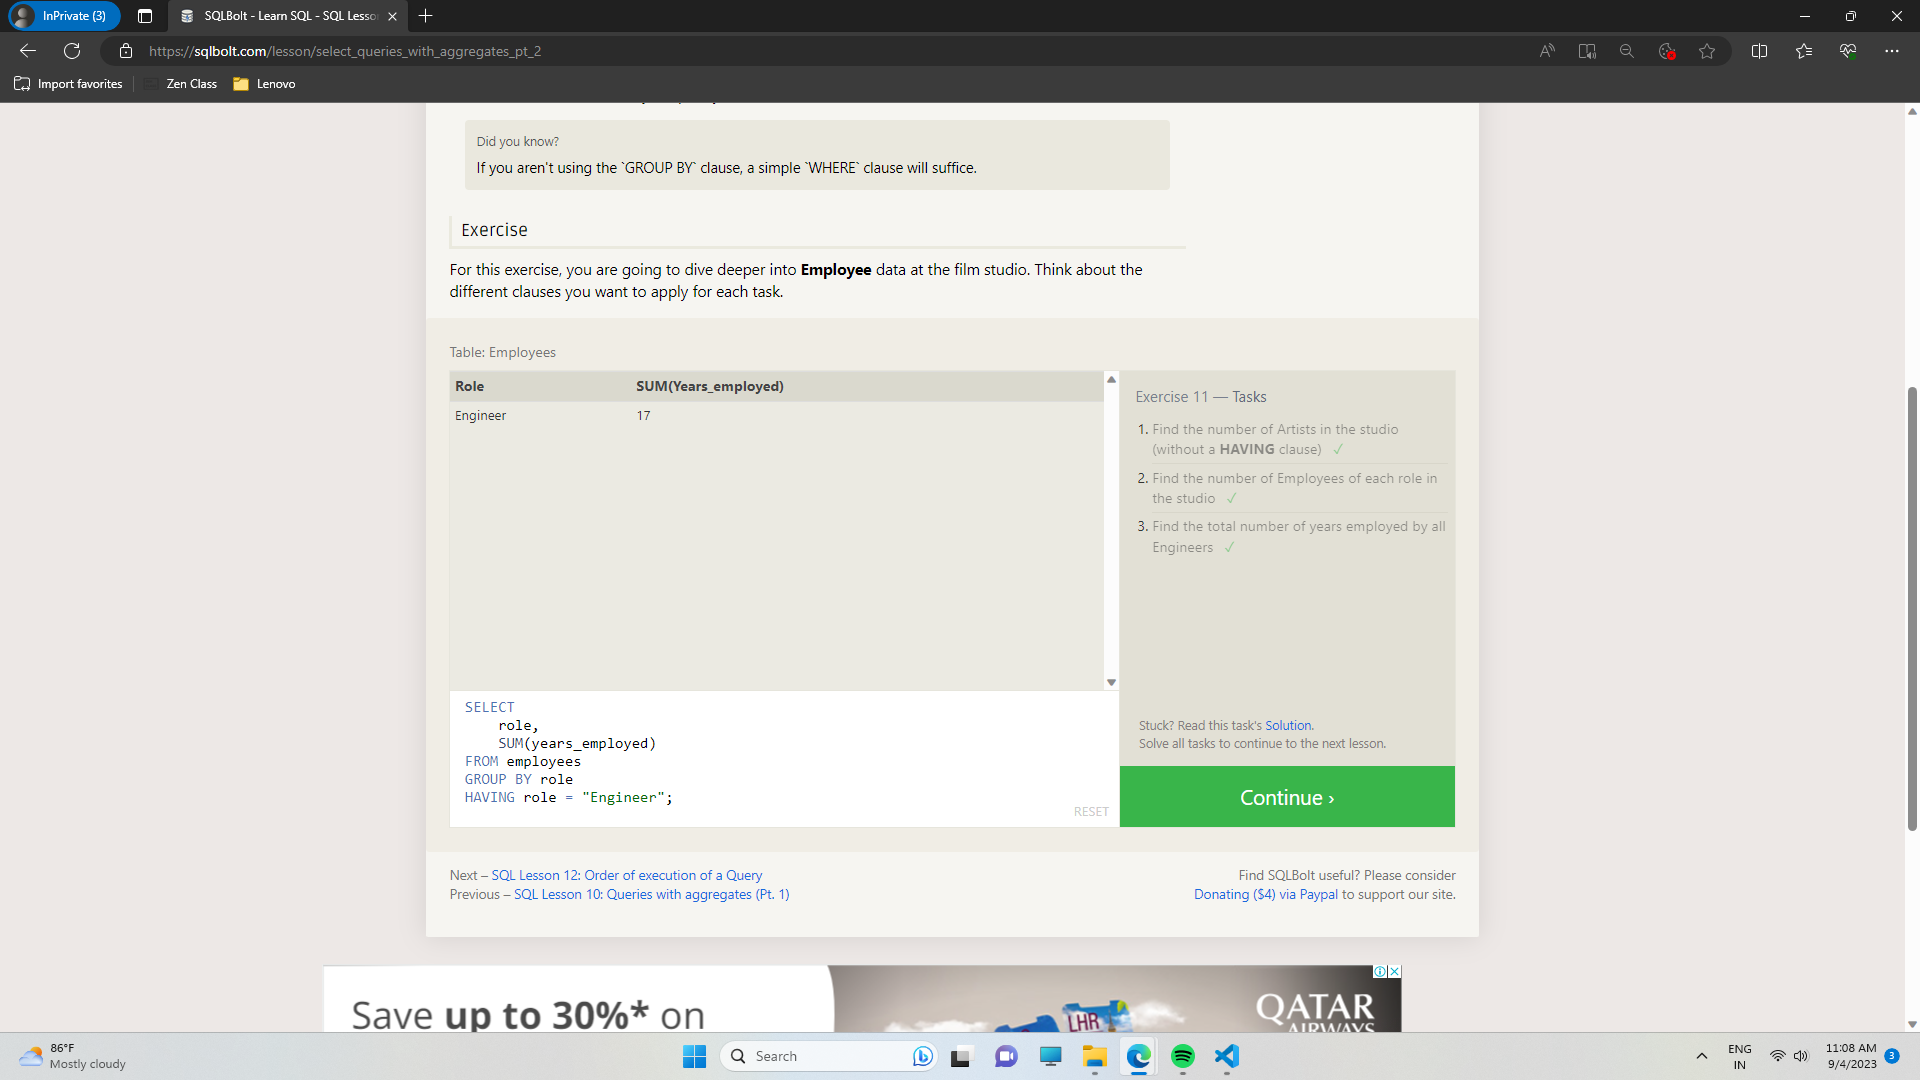 InPrivate (3)
SQLBolt - Learn SQL - SQL Lesso
https://sqlbolt.com/lesson/select_queries_with_aggregates_pt_2
Import favorites
Zen Class
Lenovo
Did you know?
If you aren't using the `GROUP BY` clause, a simple `WHERE` clause will suffice.
Exercise
For this exercise, you are going to dive deeper into Employee data at the film studio. Think about the
different clauses you want to apply for each task.
Table: Employees
Role SUM(Years_employed)
Engineer 17
Exercise 11 — Tasks
1. Find the number of Artists in the studio
(without a HAVING clause) ✓
2. Find the number of Employees of each role in
the studio ✓
3. Find the total number of years employed by all
Engineers ✓
Stuck? Read this task's Solution.
Solve all tasks to continue to the next lesson.
Continue ›
SELECT
role,
SUM(years_employed)
FROM employees
GROUP BY role
HAVING role = "Engineer";
RESET
Next – SQL Lesson 12: Order of execution of a Query
Previous – SQL Lesson 10: Queries with aggregates (Pt. 1)
Find SQLBolt useful? Please consider
Donating ($4) via Paypal to support our site.
Save up to 30%* on
LHR
QATAR
AIRWAYS
86°F
Mostly cloudy
Search
ENG
IN
11:08 AM
9/4/2023
3